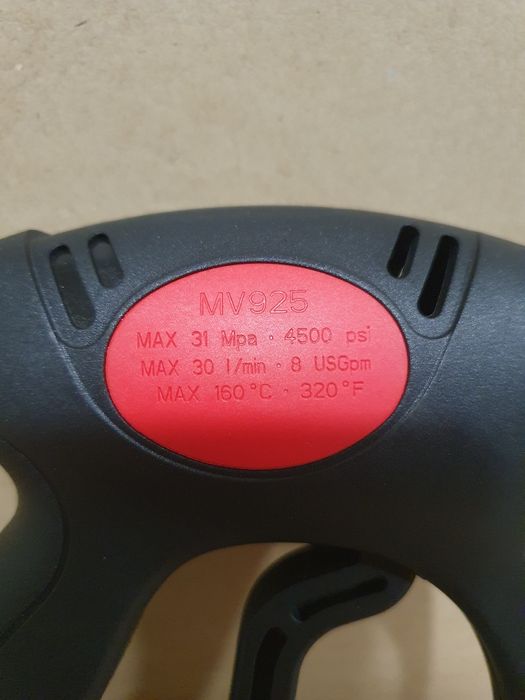 MV925
MAX 31 Mpa · 4500 psi
MAX 30 l/min · 8 USGpm
MAX 160°C · 320°F